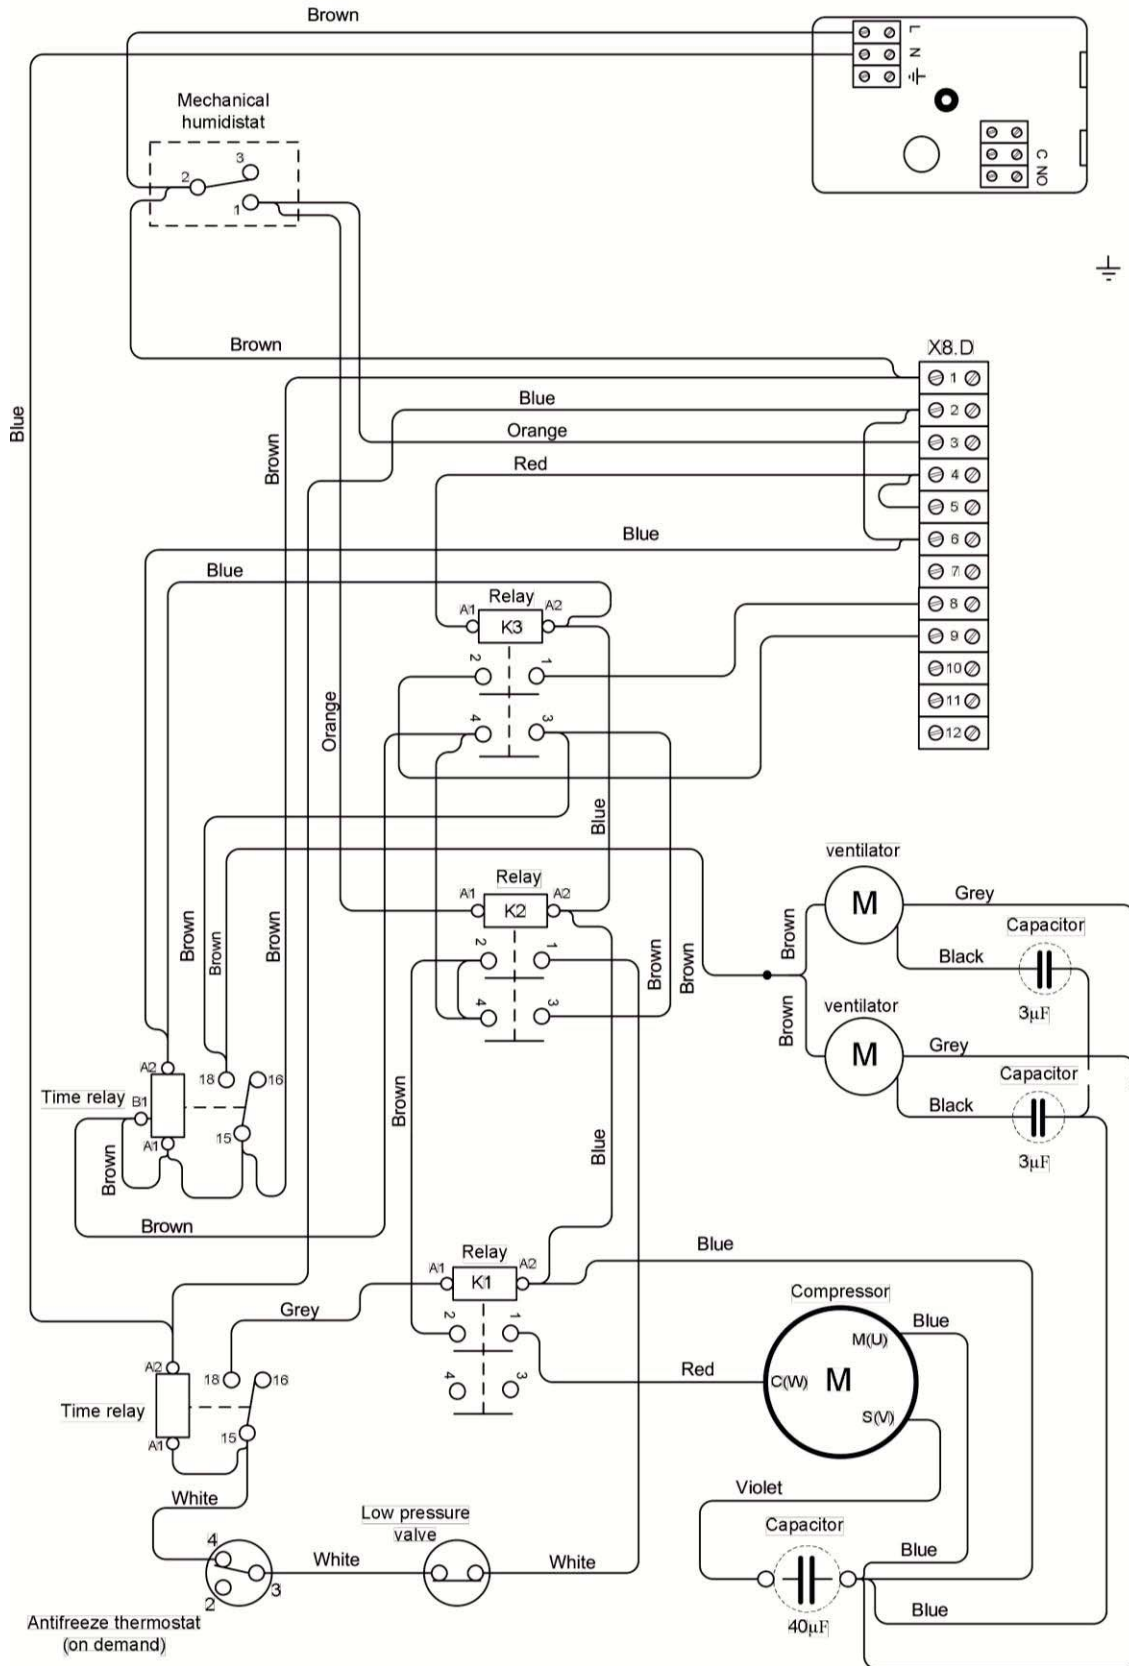 Brown
L
N
C NO
Mechanical
humidistat
3
2
1
Brown
X8.D
1
Blue
2
Orange
3
Red
4
5
Blue
6
7
8
9
10
11
12
Blue
Brown
Blue
Relay
A1
K3
A2
2
1
4
3
Orange
Blue
Relay
A1
K2
A2
2
1
4
3
Brown
Brown
Brown
Brown
Brown
ventilator
M
Grey
Brown
Black
Capacitor
3µF
ventilator
M
Grey
Brown
Black
Capacitor
3µF
A2
Time relay
B1
A1
18
16
15
Brown
Brown
Brown
Blue
Relay
A1
K1
A2
2
1
4
3
Grey
Blue
Compressor
M(U)
C(W)
M
S(V)
Blue
Red
A2
Time relay
A1
18
16
15
White
4
3
2
Antifreeze thermostat
(on demand)
White
Low pressure
valve
White
Violet
Capacitor
40µF
Blue
Blue